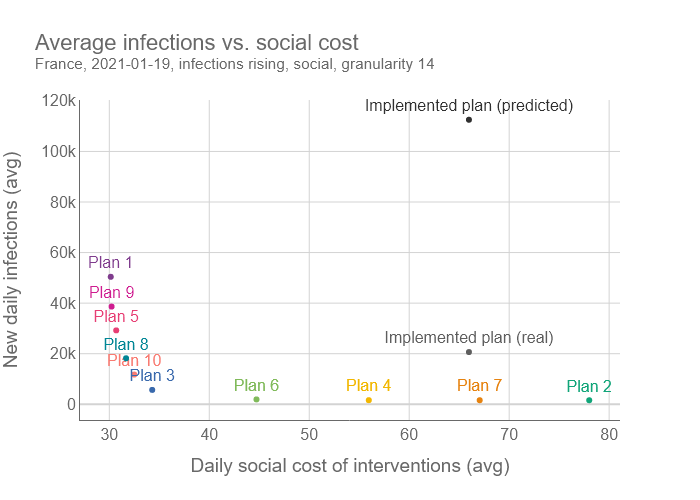 Average infections vs. social cost
France, 2021-01-19, infections rising, social, granularity 14
120k
Implemented plan (predicted)
100k
80k
60k
Plan 1
Plan 9
40k
Plan 5
Plan 8
Implemented plan (real)
20k
Plan 10
Plan 3
Plan 6
Plan 4
Plan 7
Plan 2
0
30
40
50
60
70
80
New daily infections (avg)
Daily social cost of interventions (avg)